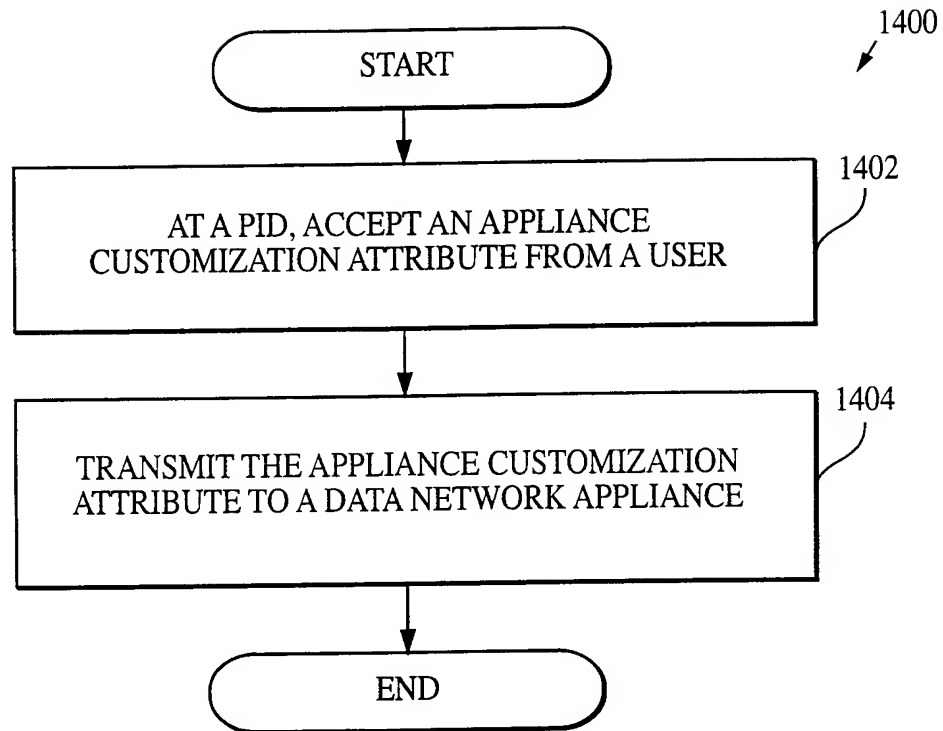 1400
START
1402
AT A PID, ACCEPT AN APPLIANCE
CUSTOMIZATION ATTRIBUTE FROM A USER
1404
TRANSMIT THE APPLIANCE CUSTOMIZATION
ATTRIBUTE TO A DATA NETWORK APPLIANCE
END